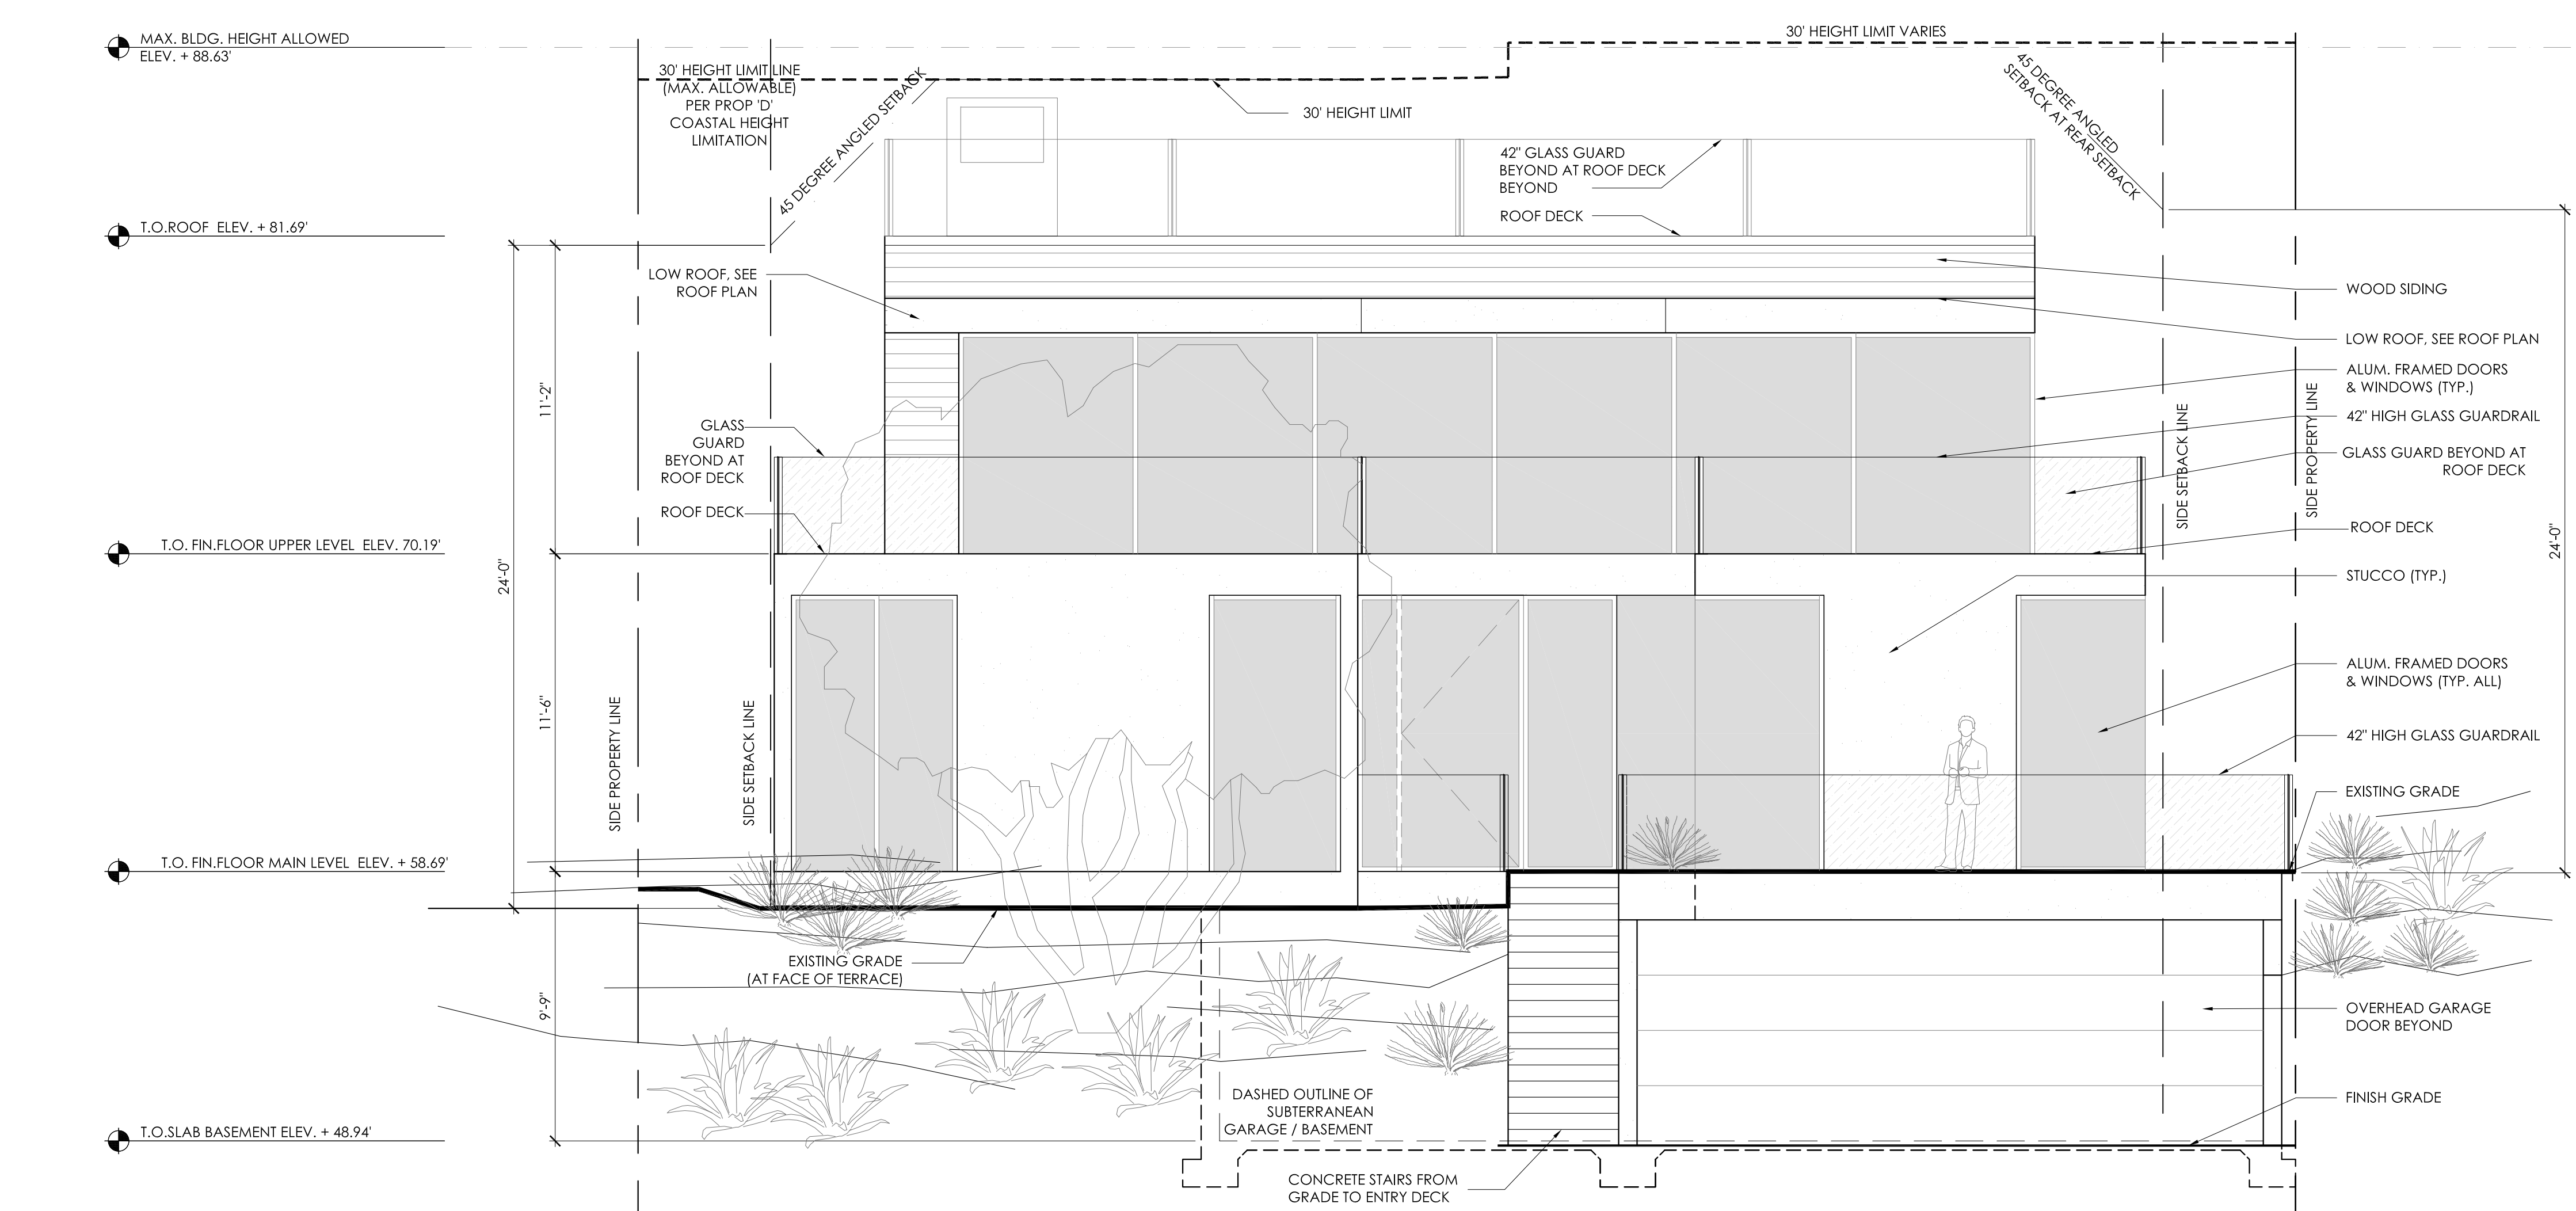 MAX. BLDG. HEIGHT ALLOWED
ELEV. + 88.63'
30' HEIGHT LIMIT VARIES
30' HEIGHT LIMIT LINE
(MAX. ALLOWABLE)
PER PROP 'D'
COASTAL HEIGHT
LIMITATION
45 DEGREE ANGLED SETBACK
30' HEIGHT LIMIT
45 DEGREE ANGLED
SETBACK AT REAR SETBACK
42" GLASS GUARD
BEYOND AT ROOF DECK
BEYOND
ROOF DECK
T.O.ROOF ELEV. + 81.69'
LOW ROOF, SEE
ROOF PLAN
WOOD SIDING
LOW ROOF, SEE ROOF PLAN
ALUM. FRAMED DOORS
& WINDOWS (TYP.)
11'-2"
42" HIGH GLASS GUARDRAIL
GLASS
GUARD
BEYOND AT
ROOF DECK
SIDE SETBACK LINE
SIDE PROPERTY LINE
GLASS GUARD BEYOND AT
ROOF DECK
ROOF DECK
ROOF DECK
T.O. FIN.FLOOR UPPER LEVEL ELEV. 70.19'
24'-0"
24'-0"
STUCCO (TYP.)
ALUM. FRAMED DOORS
& WINDOWS (TYP. ALL)
11'-6"
SIDE PROPERTY LINE
SIDE SETBACK LINE
42" HIGH GLASS GUARDRAIL
EXISTING GRADE
T.O. FIN.FLOOR MAIN LEVEL ELEV. + 58.69'
EXISTING GRADE
(AT FACE OF TERRACE)
9'-9"
OVERHEAD GARAGE
DOOR BEYOND
DASHED OUTLINE OF
SUBTERRANEAN
GARAGE / BASEMENT
FINISH GRADE
T.O.SLAB BASEMENT ELEV. + 48.94'
CONCRETE STAIRS FROM
GRADE TO ENTRY DECK